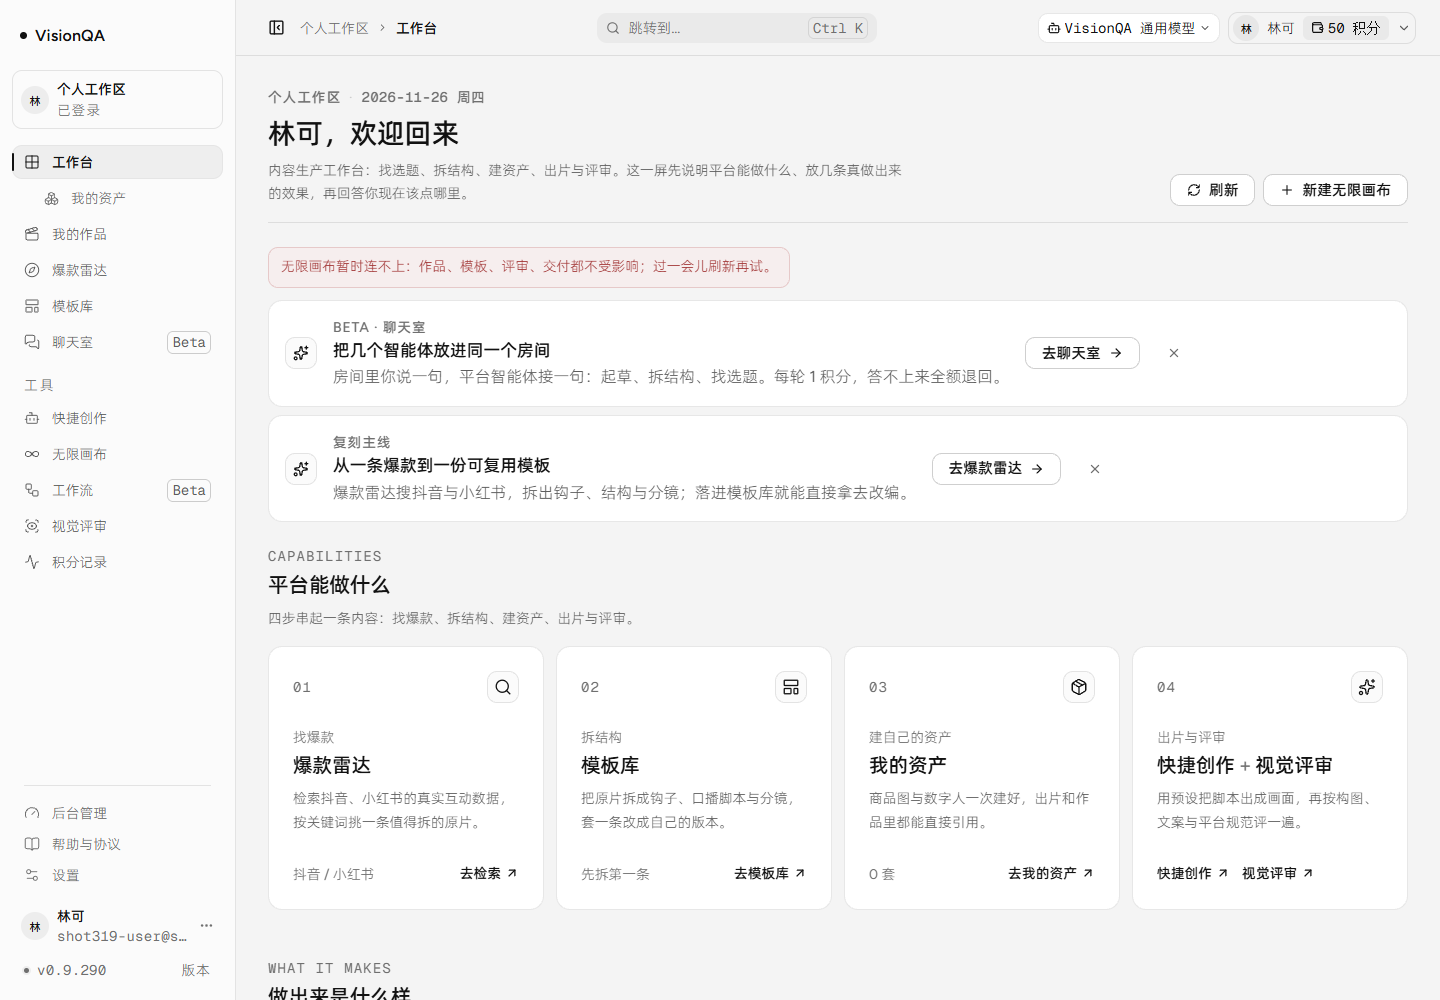 VisionQA
林
个人工作区
已登录
工作台
我的资产
我的作品
爆款雷达
模板库
聊天室
Beta
工具
快捷创作
无限画布
工作流
Beta
视觉评审
积分记录
后台管理
帮助与协议
设置
林
林可
shot319-user@s…
v0.9.290
版本
个人工作区 › 工作台
跳转到…
Ctrl K
VisionQA 通用模型
林
林可
50 积分
个人工作区 · 2026-11-26 周四
林可，欢迎回来
内容生产工作台：找选题、拆结构、建资产、出片与评审。这一屏先说明平台能做什么、放几条真做出来
的效果，再回答你现在该点哪里。
刷新
新建无限画布
无限画布暂时连不上：作品、模板、评审、交付都不受影响；过一会儿刷新再试。
BETA · 聊天室
把几个智能体放进同一个房间
房间里你说一句，平台智能体接一句：起草、拆结构、找选题。每轮 1 积分，答不上来全额退回。
去聊天室
复刻主线
从一条爆款到一份可复用模板
爆款雷达搜抖音与小红书，拆出钩子、结构与分镜；落进模板库就能直接拿去改编。
去爆款雷达
CAPABILITIES
平台能做什么
四步串起一条内容：找爆款、拆结构、建资产、出片与评审。
01
找爆款
爆款雷达
检索抖音、小红书的真实互动数据，
按关键词挑一条值得拆的原片。
抖音 / 小红书
去检索
02
拆结构
模板库
把原片拆成钩子、口播脚本与分镜，
套一条改成自己的版本。
先拆第一条
去模板库
03
建自己的资产
我的资产
商品图与数字人一次建好，出片和作
品里都能直接引用。
0 套
去我的资产
04
出片与评审
快捷创作 + 视觉评审
用预设把脚本出成画面，再按构图、
文案与平台规范评一遍。
快捷创作
视觉评审
WHAT IT MAKES
做出来是什么样